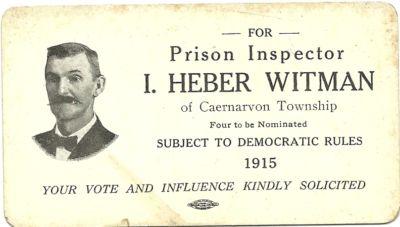 — FOR —
Prison Inspector
I. HEBER WITMAN
of Caernarvon Township
Four to be Nominated
SUBJECT TO DEMOCRATIC RULES
1915
YOUR VOTE AND INFLUENCE KINDLY SOLICITED